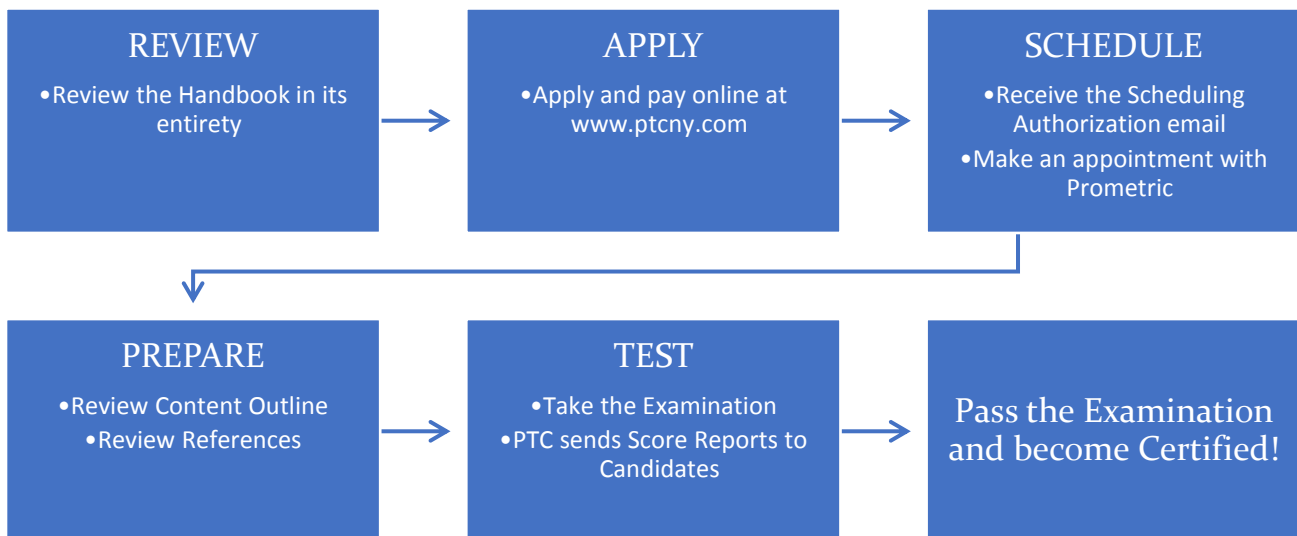 REVIEW
•Review the Handbook in its
entirety
APPLY
•Apply and pay online at
www.ptcny.com
SCHEDULE
•Receive the Scheduling
Authorization email
•Make an appointment with
Prometric
PREPARE
•Review Content Outline
•Review References
TEST
•Take the Examination
•PTC sends Score Reports to
Candidates
Pass the Examination
and become Certified!